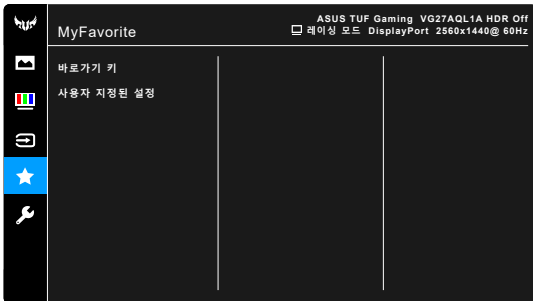 ASUS TUF Gaming VG27AQL1A HDR Off
MyFavorite
레이싱 모드 DisplayPort 2560x1440@ 60Hz
바로가기 키
사용자 지정된 설정